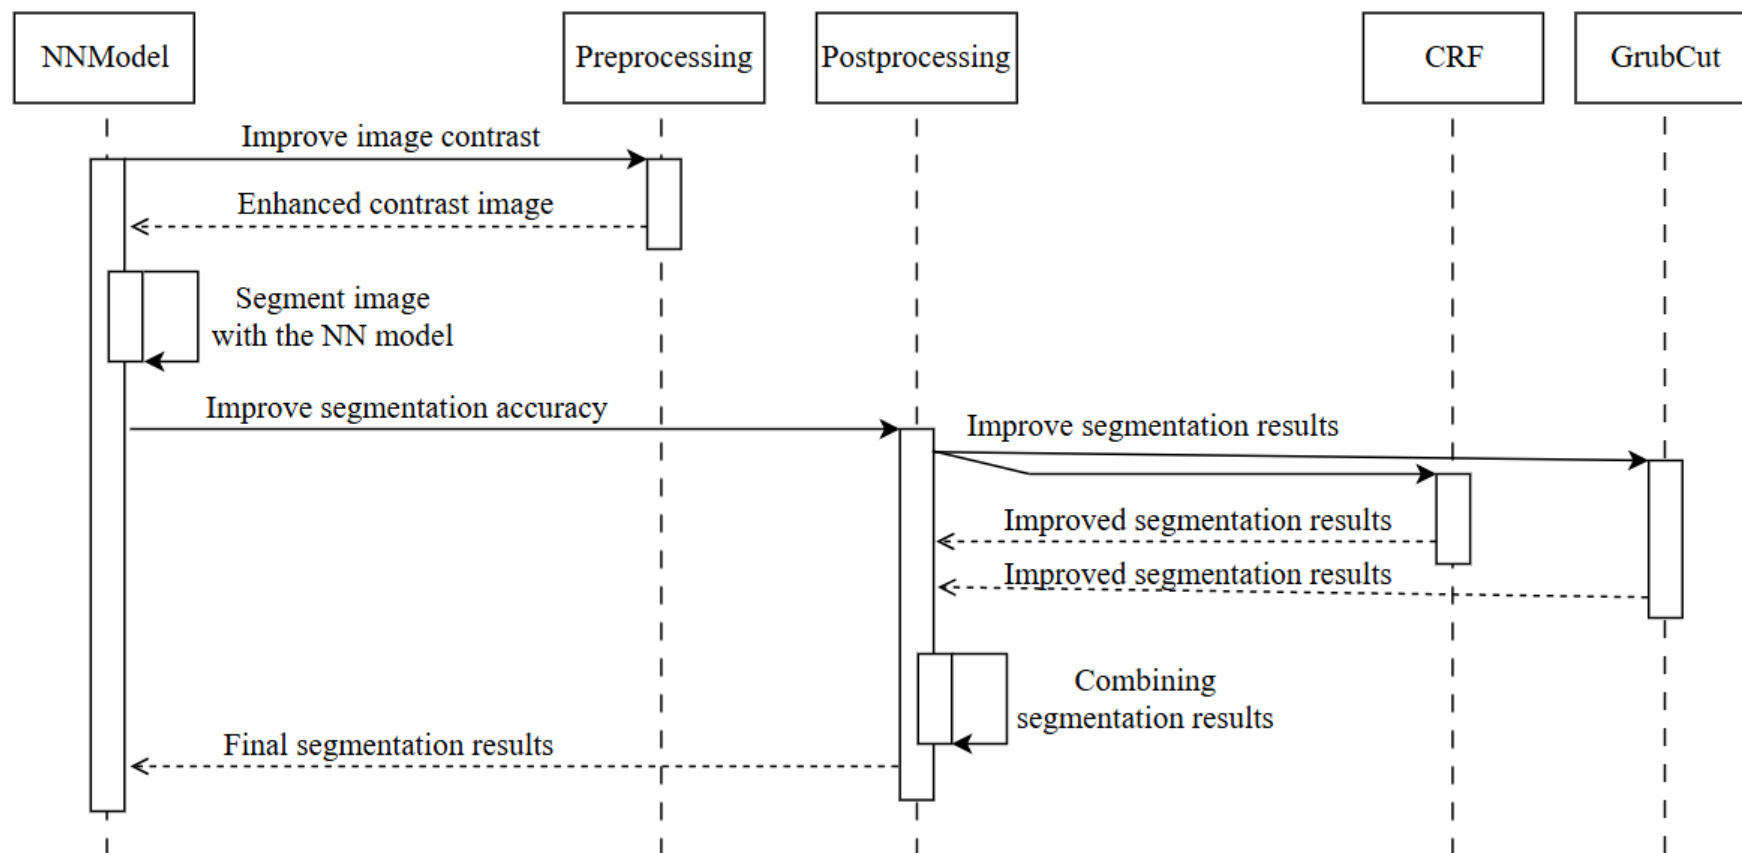 NNModel
Preprocessing
Postprocessing
CRF
GrubCut
Improve image contrast
Enhanced contrast image
Segment image
with the NN model
Improve segmentation accuracy
Improve segmentation results
Improved segmentation results
Improved segmentation results
Combining
segmentation results
Final segmentation results